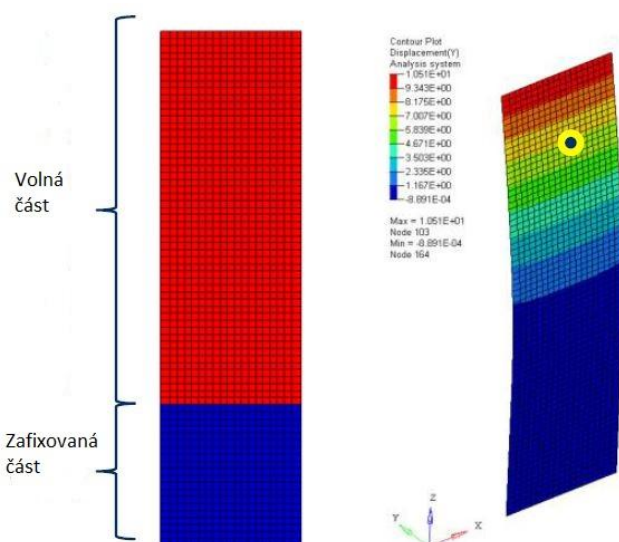 Volná
část
Zafixovaná
část
Contour Plot
Displacement(Y)
Analysis system
1.051E+01
9.343E+00
8.175E+00
7.007E+00
5.839E+00
4.671E+00
3.503E+00
2.335E+00
1.167E+00
-8.891E-04
Max = 1.051E+01
Node 103
Min = -8.891E-04
Node 164
Z
Y
X